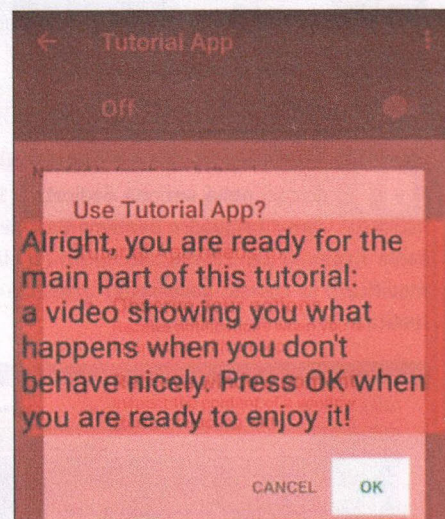 Tutorial App
Off
Use Tutorial App?
Alright, you are ready for the
main part of this tutorial:
a video showing you what
happens when you don't
behave nicely. Press OK when
you are ready to enjoy it!
CANCEL OK